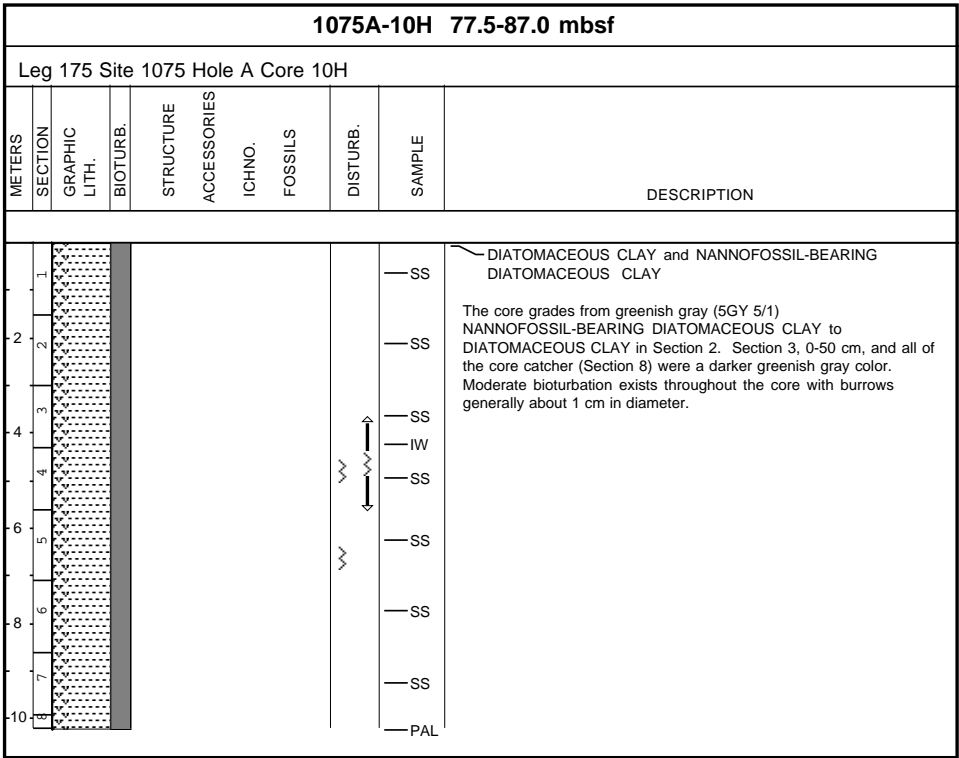 1075A-10H 77.5-87.0 mbsf
Leg 175 Site 1075 Hole A Core 10H
METERS
SECTION
GRAPHIC
LITH.
BIOTURB.
STRUCTURE
ACCESSORIES
ICHNO.
FOSSILS
DISTURB.
SAMPLE
DESCRIPTION
DIATOMACEOUS CLAY and NANNOFOSSIL-BEARING
DIATOMACEOUS CLAY
The core grades from greenish gray (5GY 5/1)
NANNOFOSSIL-BEARING DIATOMACEOUS CLAY to
DIATOMACEOUS CLAY in Section 2. Section 3, 0-50 cm, and all of
the core catcher (Section 8) were a darker greenish gray color.
Moderate bioturbation exists throughout the core with burrows
generally about 1 cm in diameter.
1
SS
2
2
SS
3
SS
4
IW
4
SS
6
5
SS
6
SS
8
7
SS
10
8
PAL